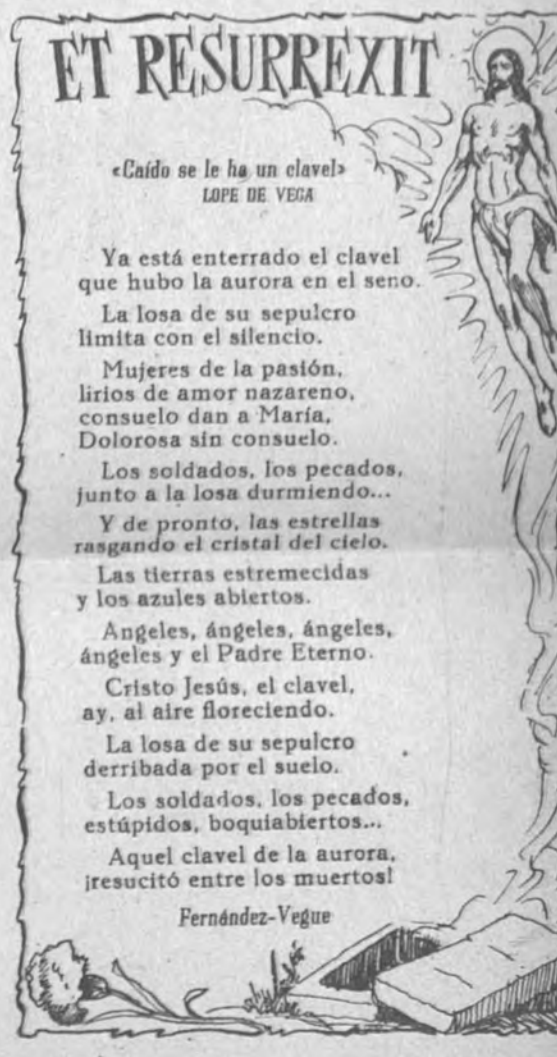 ET RESURREXIT
«Caído se le ha un clavel»
LOPE DE VEGA
Ya está enterrado el clavel
que hubo la aurora en el seno.
La losa de su sepulcro
limita con el silencio.
Mujeres de la pasión,
lirios de amor nazareno,
consuelo dan a María,
Dolorosa sin consuelo.
Los soldados, los pecados,
junto a la losa durmiendo...
Y de pronto, las estrellas
rasgando el cristal del cielo.
Las tierras estremecidas
y los azules abiertos.
Angeles, ángeles, ángeles,
ángeles y el Padre Eterno.
Cristo Jesús, el clavel,
ay, al aire floreciendo.
La losa de su sepulcro
derribada por el suelo.
Los soldados, los pecados,
estúpidos, boquiabiertos...
Aquel clavel de la aurora,
¡resucitó entre los muertos!
Fernández-Vegue